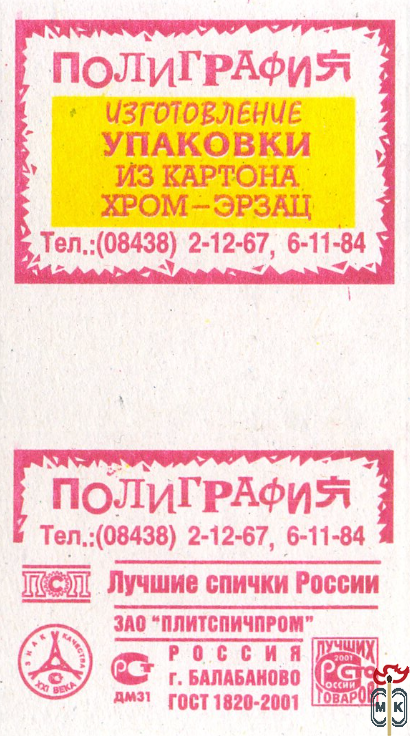 ПОЛИГРАФИЯ
ИЗГОТОВЛЕНИЕ
УПАКОВКИ
ИЗ КАРТОНА
ХРОМ-ЭРЗАЦ
Тел.:(08438) 2-12-67, 6-11-84
ПОЛИГРАФИЯ
Тел.:(08438) 2-12-67, 6-11-84
ПСП Лучшие спички России
ЗАО "ПЛИТСПИЧПРОМ"
ЗНАК КАЧЕСТВА
XXI ВЕКА
РСТ
ДМ31
РОССИЯ
г. БАЛАБАНОВО
ГОСТ 1820-2001
ЛУЧШИХ
2001
100
РОССИИ
ТОВАРОВ
МК